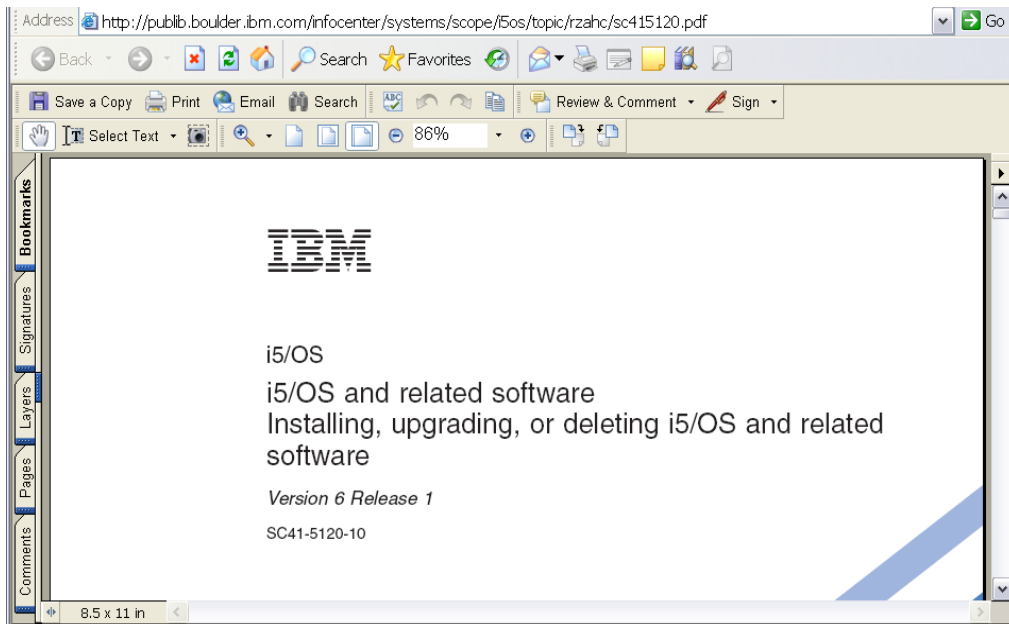 Address http://publib.boulder.ibm.com/infocenter/systems/scope/i5os/topic/rzahc/sc415120.pdf Go
Back Search Favorites
Save a Copy Print Email Search ABC Review & Comment Sign
T Select Text 86%
Bookmarks
Signatures
Layers
Pages
Comments
IBM
i5/OS
i5/OS and related software
Installing, upgrading, or deleting i5/OS and related
software
Version 6 Release 1
SC41-5120-10
8.5 x 11 in